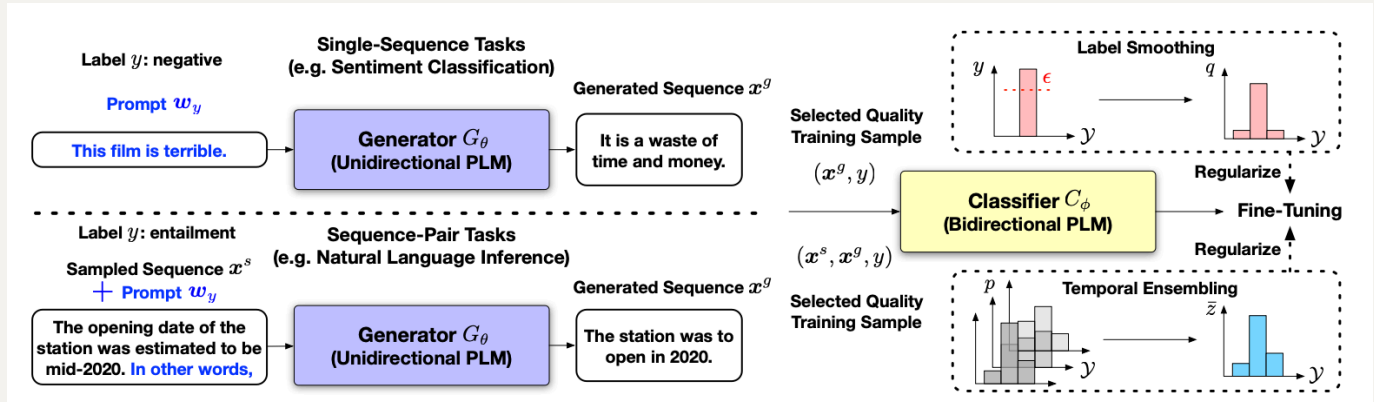 Label y: negative
Prompt w_y
This film is terrible.
Single-Sequence Tasks
(e.g. Sentiment Classification)
Generator G_θ
(Unidirectional PLM)
Generated Sequence x^g
It is a waste of
time and money.
Label y: entailment
Sampled Sequence x^s
+ Prompt w_y
The opening date of the
station was estimated to be
mid-2020. In other words,
Sequence-Pair Tasks
(e.g. Natural Language Inference)
Generator G_θ
(Unidirectional PLM)
Generated Sequence x^g
The station was to
open in 2020.
Selected Quality
Training Sample
(x^g, y)
(x^s, x^g, y)
Selected Quality
Training Sample
Classifier C_ϕ
(Bidirectional PLM)
Label Smoothing
y
ϵ
𝒴
q
𝒴
Regularize
Fine-Tuning
Regularize
Temporal Ensembling
p
𝒴
z̄
𝒴